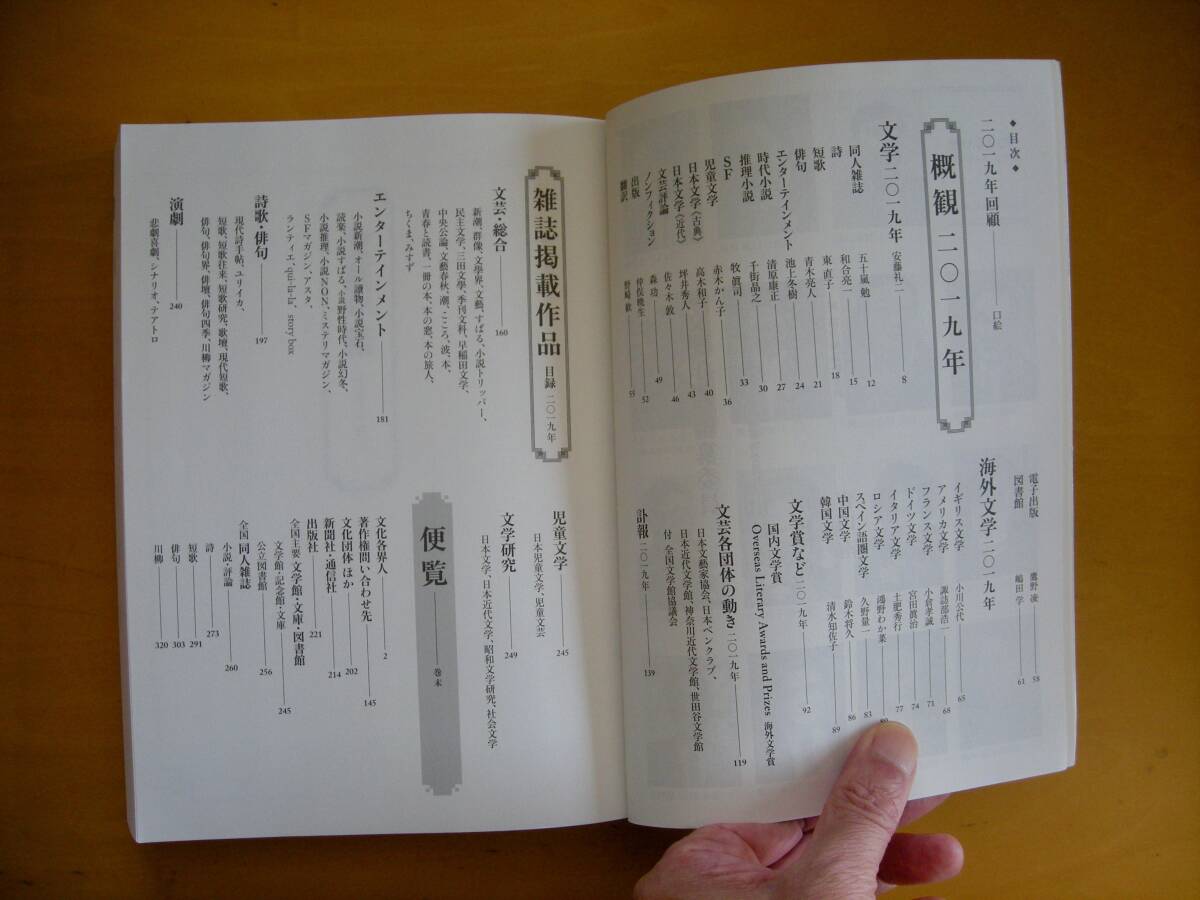 ◆目次◆
二〇一九年回顧 口絵
概観 二〇一九年
文学二〇一九年 安藤礼二 8
同人雑誌 五十嵐勉 12
詩 和合亮一 15
短歌 東直子 18
俳句 青木亮人 21
エンターテインメント 池上冬樹 24
時代小説 清原康正 27
推理小説 千街晶之 30
SF 牧眞司 33
児童文学 赤木かん子 36
日本文学〈古典〉 高木和子 40
日本文学〈近代〉 坪井秀人 43
文芸評論 佐々木敦 46
ノンフィクション 森功 49
出版 仲俣暁生 52
翻訳 野崎歓 55
電子出版 鷹野凌 58
図書館 嶋田学 61
海外文学二〇一九年
イギリス文学 小川公代 65
アメリカ文学 諏訪部浩一 68
フランス文学 小倉孝誠 71
ドイツ文学 宮田眞治 74
イタリア文学 土肥秀行 77
ロシア文学 鴻野わか菜 80
スペイン語圏文学 久野量一 83
中国文学 鈴木将久 86
韓国文学 清水知佐子 89
文学賞など二〇一九年 92
国内文学賞
Overseas Literary Awards and Prizes 海外文学賞
文芸各団体の動き二〇一九年 119
日本文藝家協会、日本ペンクラブ、
日本近代文学館、神奈川近代文学館、世田谷文学館
付 全国文学館協議会
訃報二〇一九年 139
雑誌掲載作品 目録 二〇一九年
文芸・総合 160
新潮、群像、文學界、文藝、すばる、小説トリッパー、
民主文学、三田文學、季刊文科、早稲田文学、
中央公論、文藝春秋、潮、こころ、波、本、
青春と読書、一冊の本、本の窓、本の旅人、
ちくま、みすず
エンターテインメント 181
小説新潮、オール讀物、小説宝石、
読楽、小説すばる、小説野性時代、小説幻冬、
小説推理、小説NON、ミステリマガジン、
SFマガジン、アスタ、
ランティエ、qui-la-la、story box
詩歌・俳句 197
現代詩手帖、ユリイカ、
短歌、短歌往来、短歌研究、歌壇、現代短歌、
俳句、俳句界、俳壇、俳句四季、川柳マガジン
演劇 240
悲劇喜劇、シナリオ、テアトロ
児童文学 245
日本児童文学、児童文芸
文学研究 249
日本文学、日本近代文学、昭和文学研究、社会文学
便覧 巻末
文化各界人 2
著作権問い合わせ先 145
文化団体ほか 202
新聞社・通信社 214
出版社 221
全国主要文学館・文庫・図書館
文学館・記念館・文庫 245
公立図書館 256
全国同人雑誌
小説・評論 260
詩 273
短歌 291
俳句 303
川柳 320